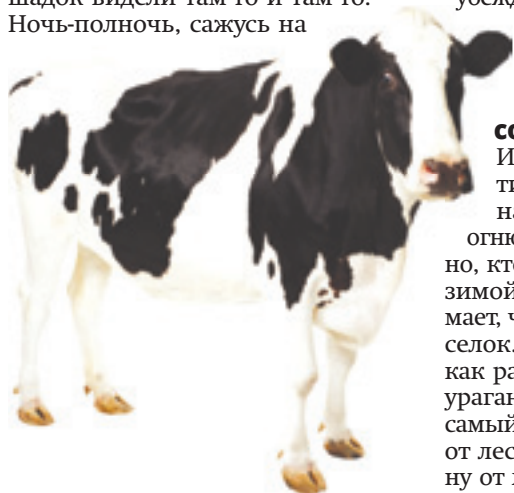 шадок видели там-то и там-то.
Ночь-полночь, сажусь на
убежд
со
И
ти
на
огню
но, кто
зимой
мает, ч
селок.
как ра
ураган
самый
от лес
ну от